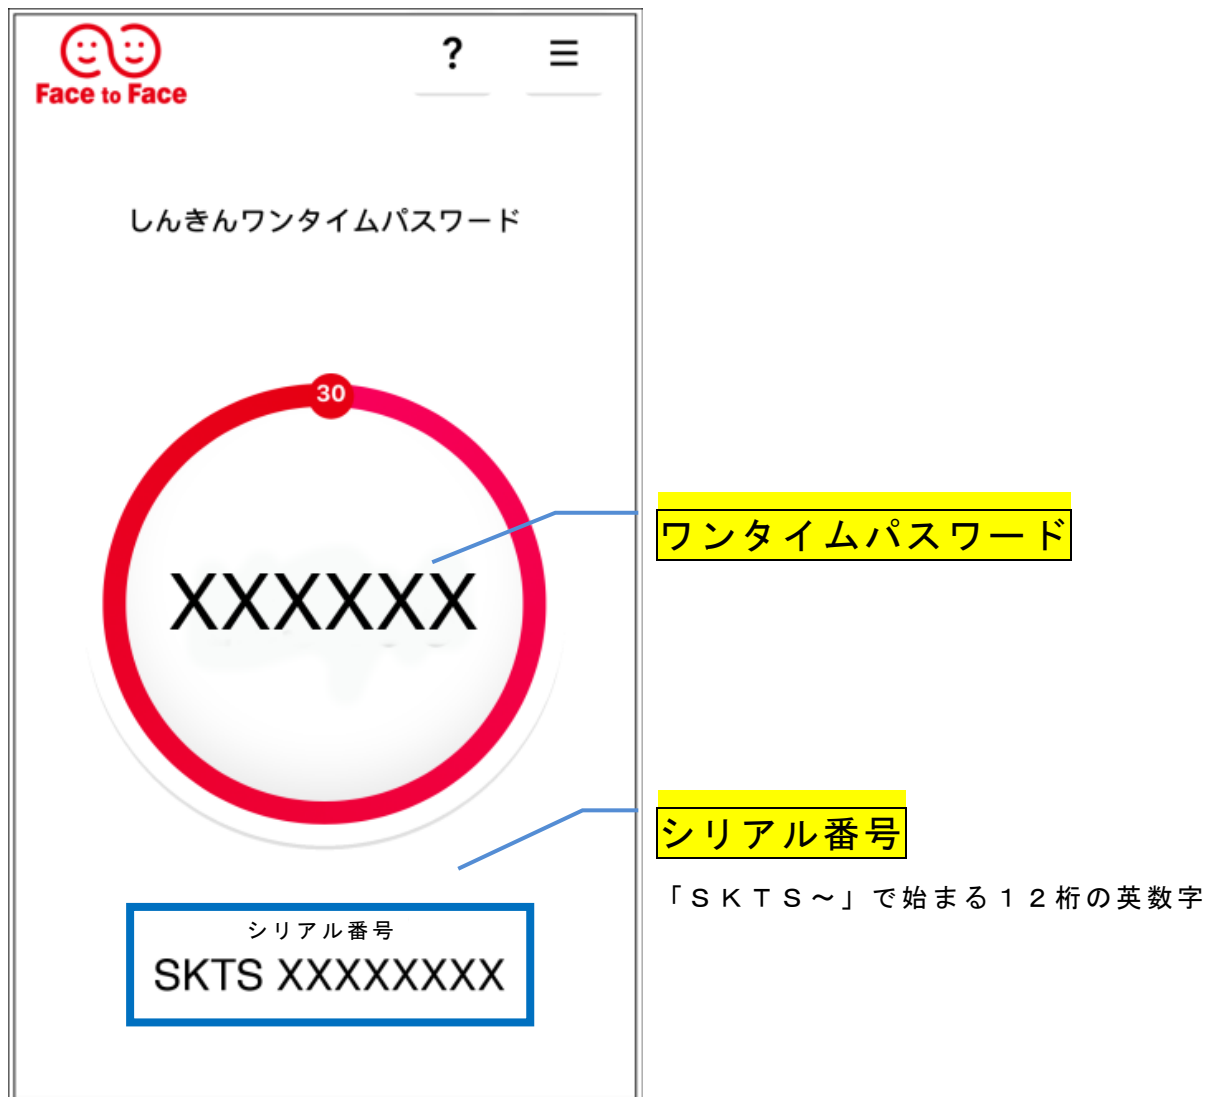 Face to Face
?
しんきんワンタイムパスワード
30
XXXXXX
ワンタイムパスワード
シリアル番号
「ＳＫＴＳ～」で始まる１２桁の英数字
シリアル番号
SKTS XXXXXXXX